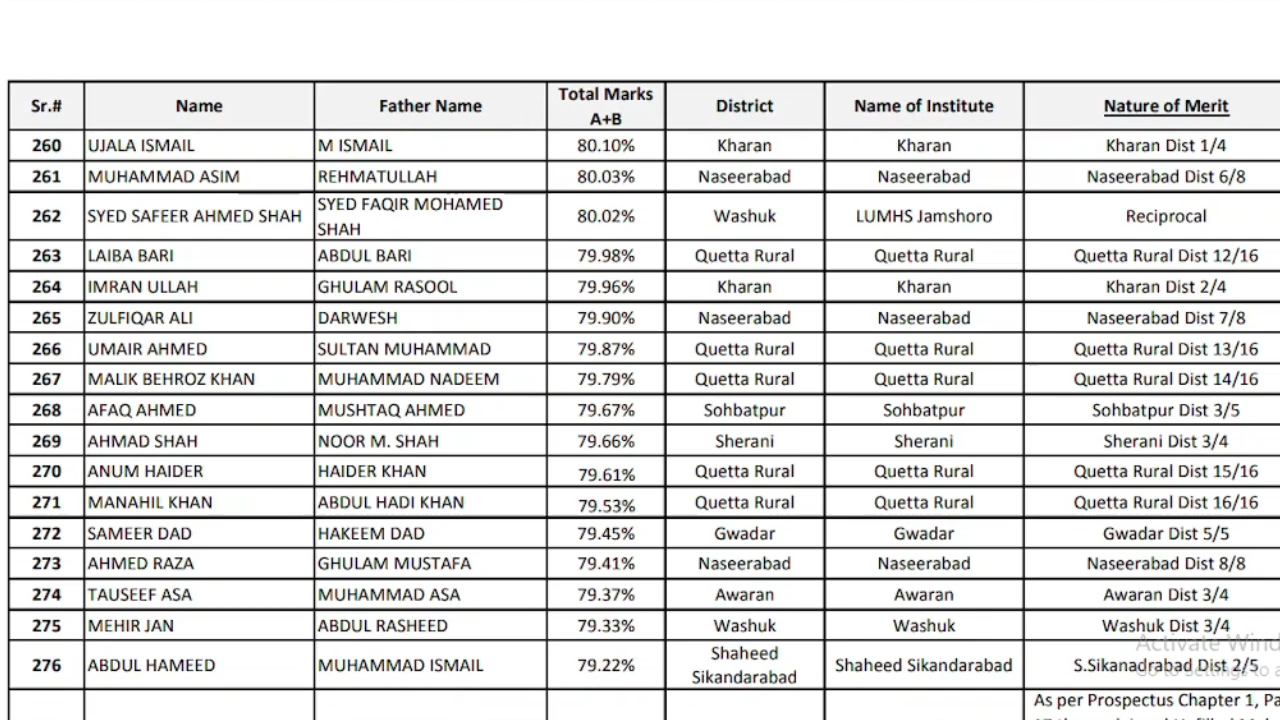 Sr.# Name Father Name Total Marks A+B District Name of Institute Nature of Merit
260 UJALA ISMAIL M ISMAIL 80.10% Kharan Kharan Kharan Dist 1/4
261 MUHAMMAD ASIM REHMATULLAH 80.03% Naseerabad Naseerabad Naseerabad Dist 6/8
262 SYED SAFEER AHMED SHAH SYED FAQIR MOHAMED SHAH 80.02% Washuk LUMHS Jamshoro Reciprocal
263 LAIBA BARI ABDUL BARI 79.98% Quetta Rural Quetta Rural Quetta Rural Dist 12/16
264 IMRAN ULLAH GHULAM RASOOL 79.96% Kharan Kharan Kharan Dist 2/4
265 ZULFIQAR ALI DARWESH 79.90% Naseerabad Naseerabad Naseerabad Dist 7/8
266 UMAIR AHMED SULTAN MUHAMMAD 79.87% Quetta Rural Quetta Rural Quetta Rural Dist 13/16
267 MALIK BEHROZ KHAN MUHAMMAD NADEEM 79.79% Quetta Rural Quetta Rural Quetta Rural Dist 14/16
268 AFAQ AHMED MUSHTAQ AHMED 79.67% Sohbatpur Sohbatpur Sohbatpur Dist 3/5
269 AHMAD SHAH NOOR M. SHAH 79.66% Sherani Sherani Sherani Dist 3/4
270 ANUM HAIDER HAIDER KHAN 79.61% Quetta Rural Quetta Rural Quetta Rural Dist 15/16
271 MANAHIL KHAN ABDUL HADI KHAN 79.53% Quetta Rural Quetta Rural Quetta Rural Dist 16/16
272 SAMEER DAD HAKEEM DAD 79.45% Gwadar Gwadar Gwadar Dist 5/5
273 AHMED RAZA GHULAM MUSTAFA 79.41% Naseerabad Naseerabad Naseerabad Dist 8/8
274 TAUSEEF ASA MUHAMMAD ASA 79.37% Awaran Awaran Awaran Dist 3/4
275 MEHIR JAN ABDUL RASHEED 79.33% Washuk Washuk Washuk Dist 3/4
276 ABDUL HAMEED MUHAMMAD ISMAIL 79.22% Shaheed Sikandarabad Shaheed Sikandarabad S.Sikanadrabad Dist 2/5
Activate Wind
Go to Settings to a
As per Prospectus Chapter 1, Pa